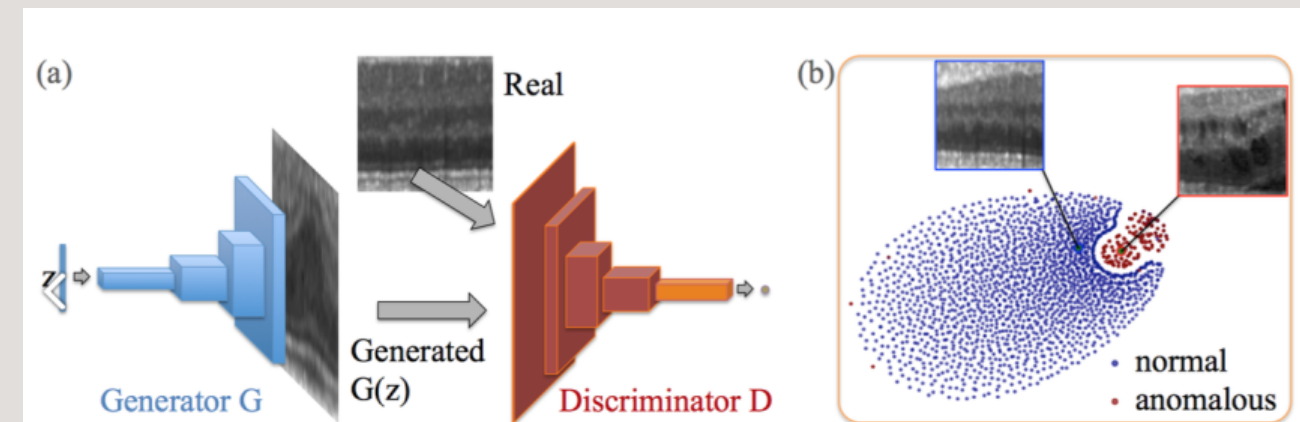 (a)
Real
z
Generated
G(z)
Generator G
Discriminator D
(b)
normal
anomalous